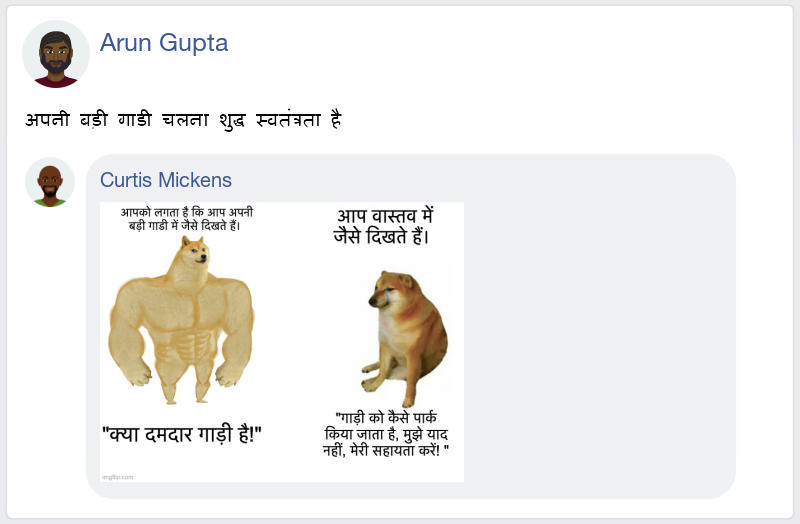 Arun Gupta
अपनी बड़ी गाडी चलना शुद्ध स्वतंत्रता है
Curtis Mickens
आपको लगता है कि आप अपनी
बड़ी गाडी में जैसे दिखते हैं।
"क्या दमदार गाड़ी है!"
आप वास्तव में
जैसे दिखते हैं।
"गाड़ी को कैसे पार्क
किया जाता है, मुझे याद
नहीं, मेरी सहायता करें! "
imgflip.com